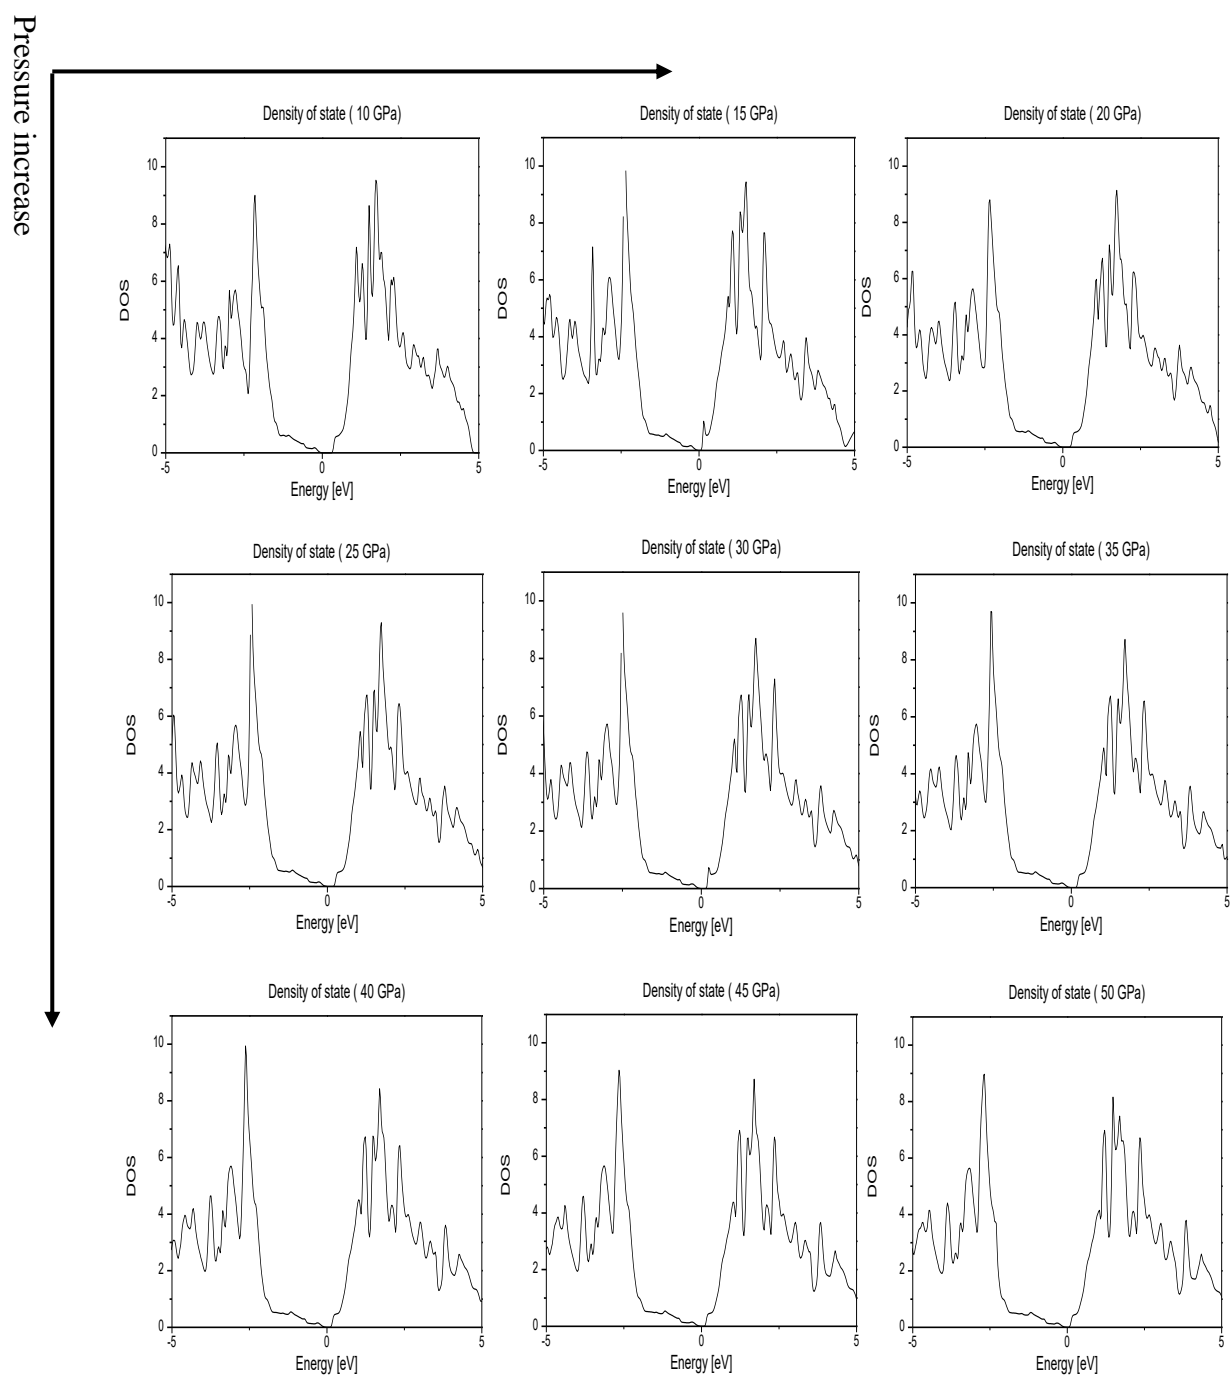 Pressure increase
Density of state ( 10 GPa)
10
8
6
4
2
0
DOS
-5 0 5
Energy [eV]
Density of state ( 15 GPa)
10
8
6
4
2
0
DOS
-5 0 5
Energy [eV]
Density of state ( 20 GPa)
10
8
6
4
2
0
DOS
-5 0 5
Energy [eV]
Density of state ( 25 GPa)
10
8
6
4
2
0
DOS
-5 0 5
Energy [eV]
Density of state ( 30 GPa)
10
8
6
4
2
0
DOS
-5 0 5
Energy [eV]
Density of state ( 35 GPa)
10
8
6
4
2
0
DOS
-5 0 5
Energy [eV]
Density of state ( 40 GPa)
10
8
6
4
2
0
DOS
-5 0 5
Energy [eV]
Density of state ( 45 GPa)
10
8
6
4
2
0
DOS
-5 0 5
Energy [eV]
Density of state ( 50 GPa)
10
8
6
4
2
0
DOS
-5 0 5
Energy [eV]